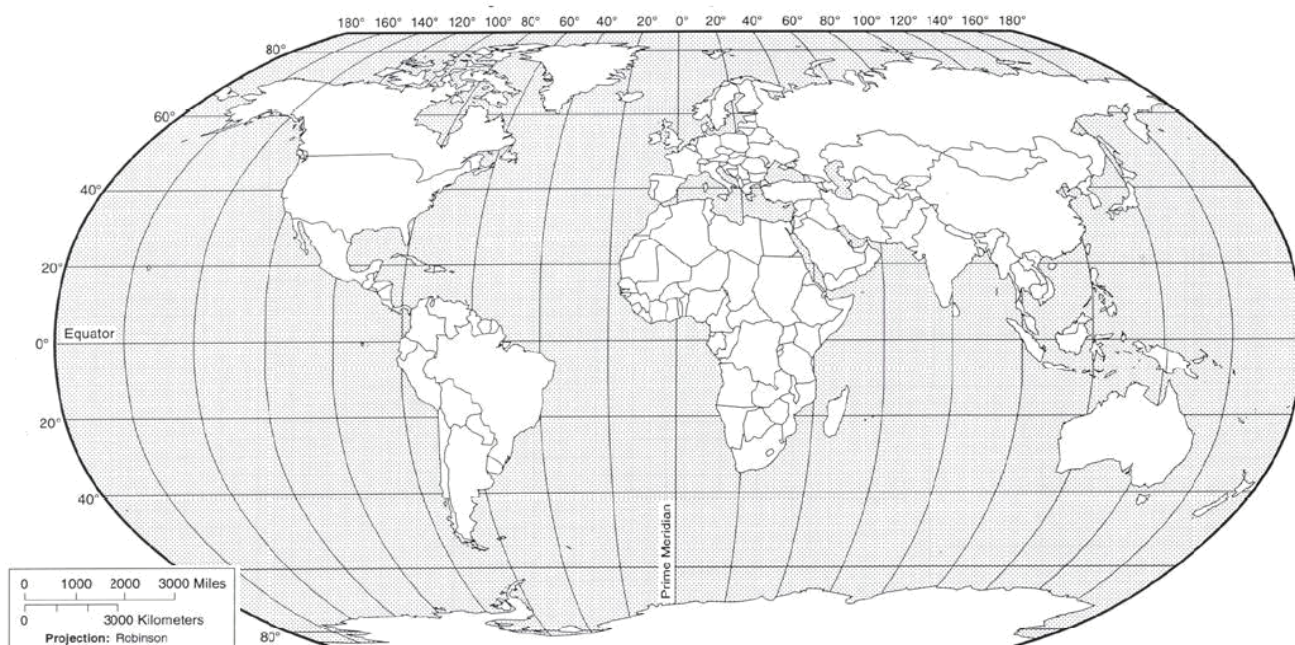 180° 160° 140° 120° 100° 80° 60° 40° 20° 0° 20° 40° 60° 80° 100° 120° 140° 160° 180°
80°
60°
40°
20°
Equator
0°
20°
40°
Prime Meridian
0 1000 2000 3000 Miles
0 3000 Kilometers
Projection: Robinson
80°